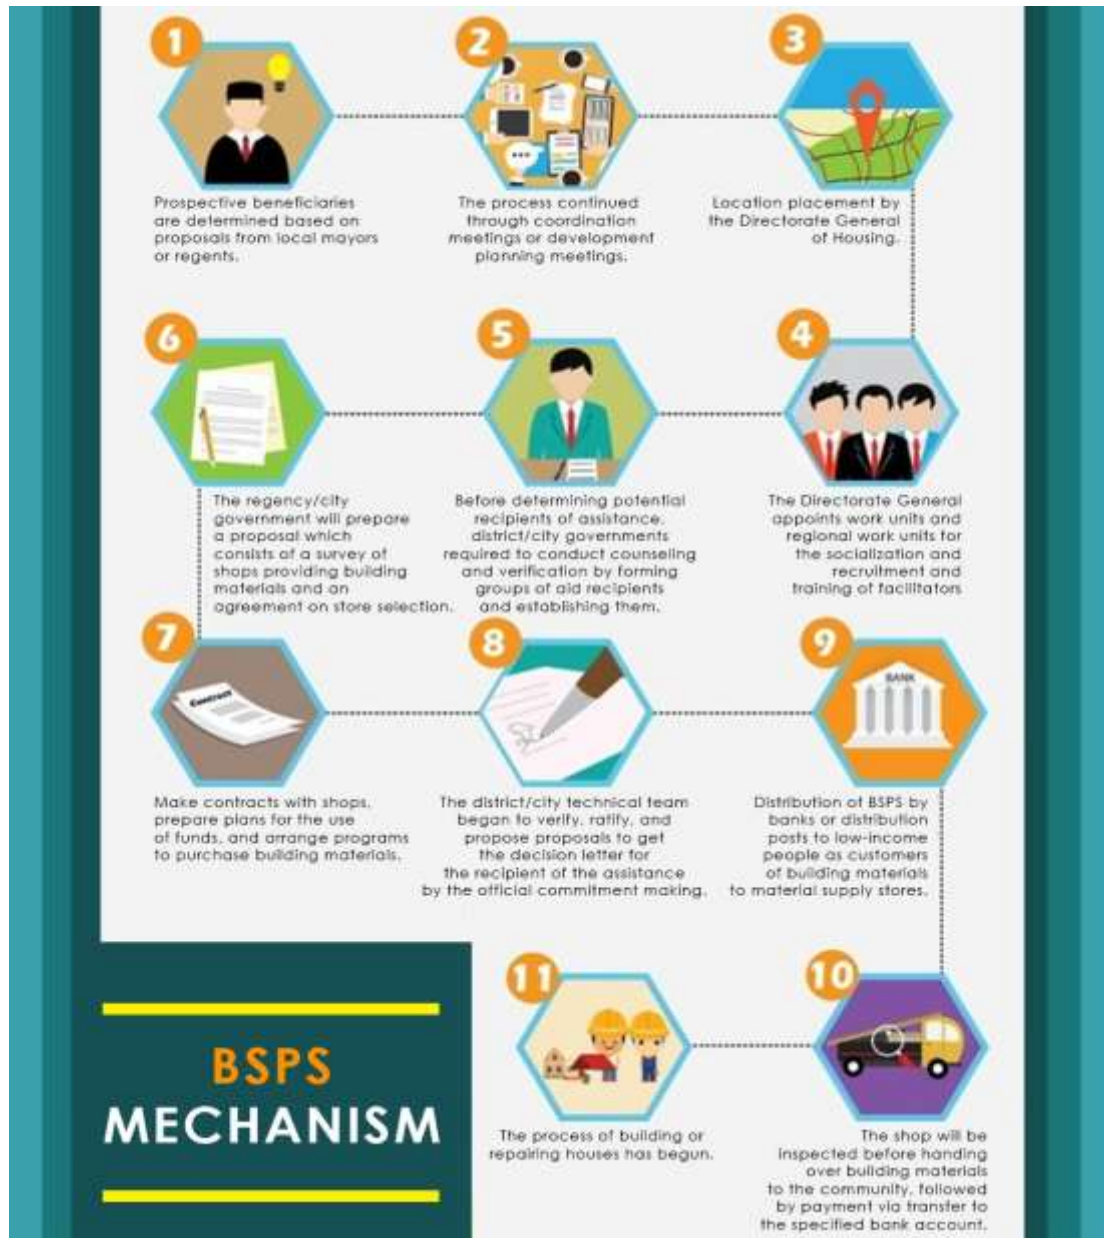 1
Prospective beneficiaries
are determined based on
proposals from local mayors
or regents.
2
The process continued
through coordination
meetings or development
planning meetings.
3
Location placement by
the Directorate General
of Housing.
4
The Directorate General
appoints work units and
regional work units for
the socialization and
recruitment and
training of facilitators
5
Before determining potential
recipients of assistance,
district/city governments
required to conduct counseling
and verification by forming
groups of aid recipients
and establishing them.
6
The regency/city
government will prepare
a proposal which
consists of a survey of
shops providing building
materials and an
agreement on store selection.
7
Contract
Make contracts with shops,
prepare plans for the use
of funds, and arrange programs
to purchase building materials.
8
The district/city technical team
began to verify, ratify, and
propose proposals to get
the decision letter for
the recipient of the assistance
by the official commitment making.
9
BANK
Distribution of BSPS by
banks or distribution
posts to low-income
people as customers
of building materials
to material supply stores.
10
The shop will be
inspected before handing
over building materials
to the community, followed
by payment via transfer to
the specified bank account.
11
The process of building or
repairing houses has begun.
BSPS
MECHANISM